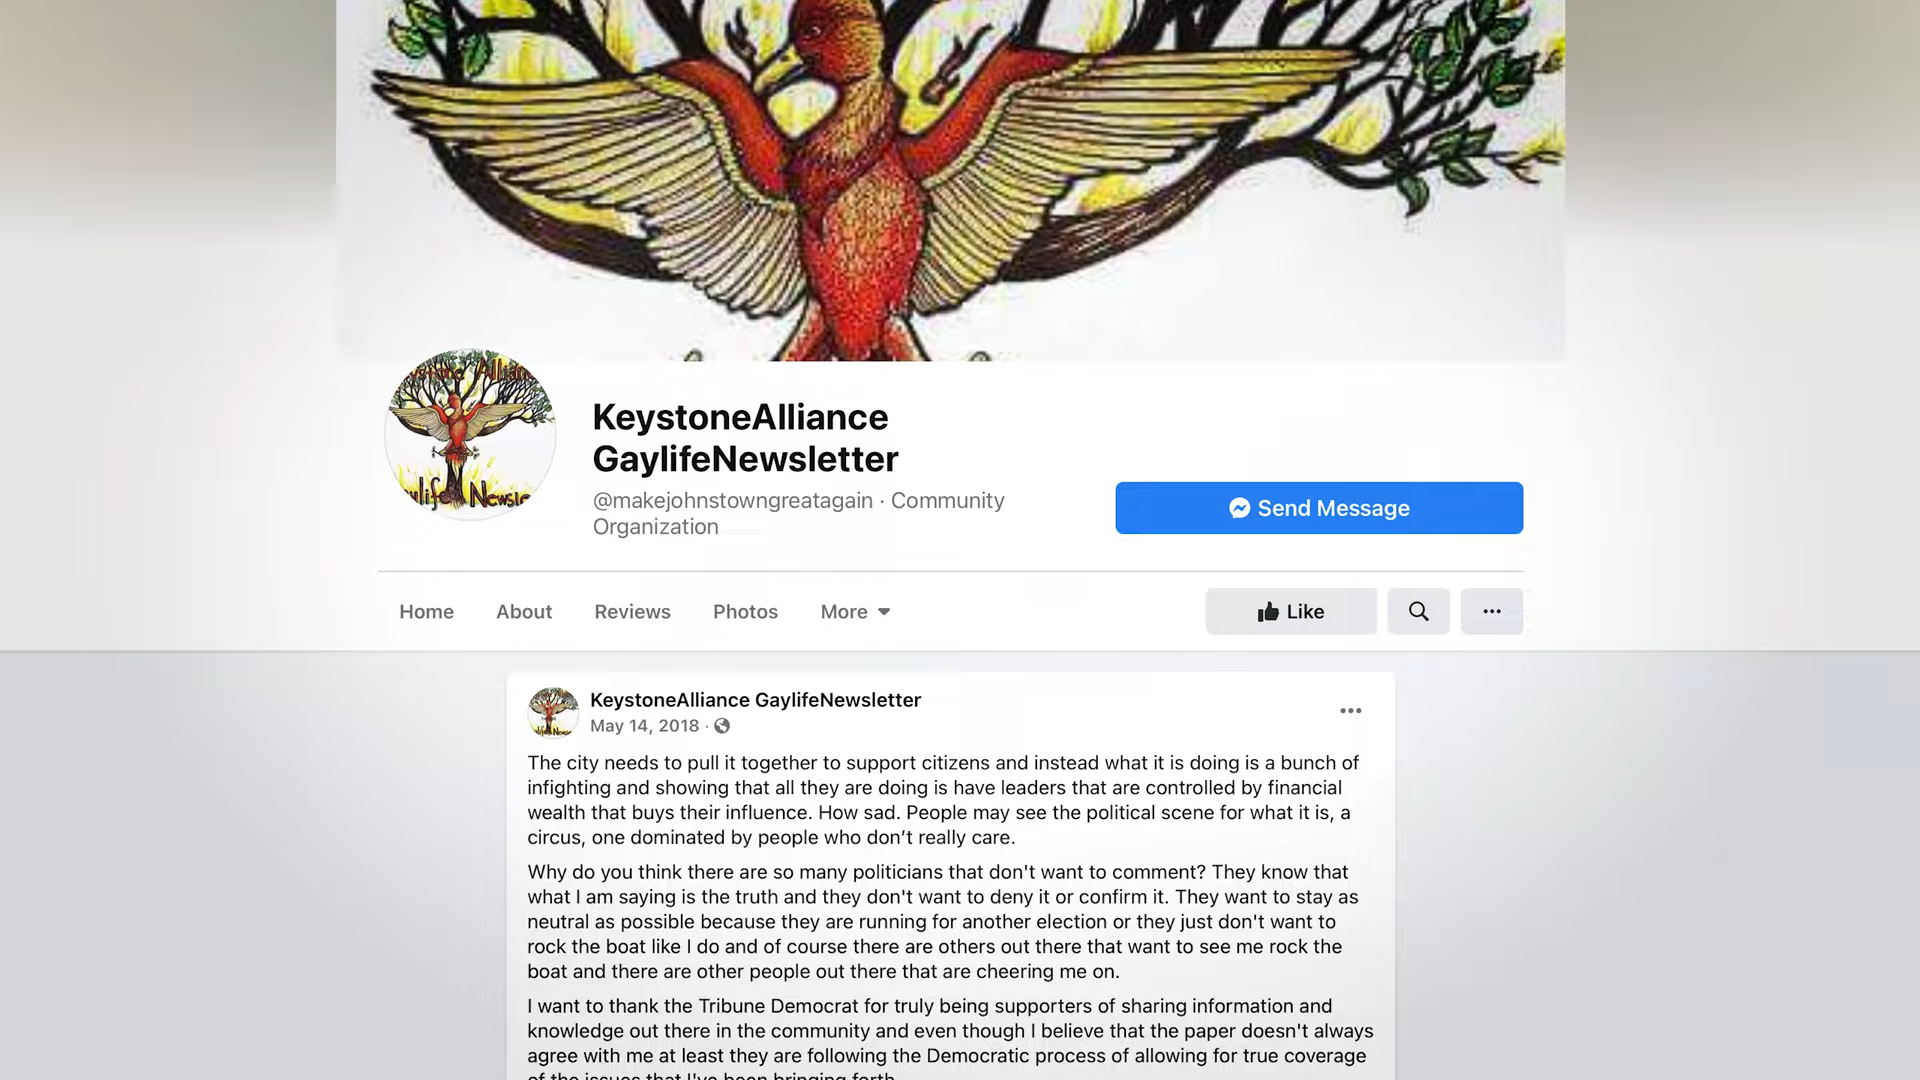 KeystoneAlliance
GaylifeNewsletter
@makejohnstowngreatagain · Community
Organization
Send Message
Home About Reviews Photos More
Like
KeystoneAlliance GaylifeNewsletter
May 14, 2018 ·
The city needs to pull it together to support citizens and instead what it is doing is a bunch of
infighting and showing that all they are doing is have leaders that are controlled by financial
wealth that buys their influence. How sad. People may see the political scene for what it is, a
circus, one dominated by people who don’t really care.
Why do you think there are so many politicians that don't want to comment? They know that
what I am saying is the truth and they don't want to deny it or confirm it. They want to stay as
neutral as possible because they are running for another election or they just don't want to
rock the boat like I do and of course there are others out there that want to see me rock the
boat and there are other people out there that are cheering me on.
I want to thank the Tribune Democrat for truly being supporters of sharing information and
knowledge out there in the community and even though I believe that the paper doesn't always
agree with me at least they are following the Democratic process of allowing for true coverage
of the issues that I've been bringing forth